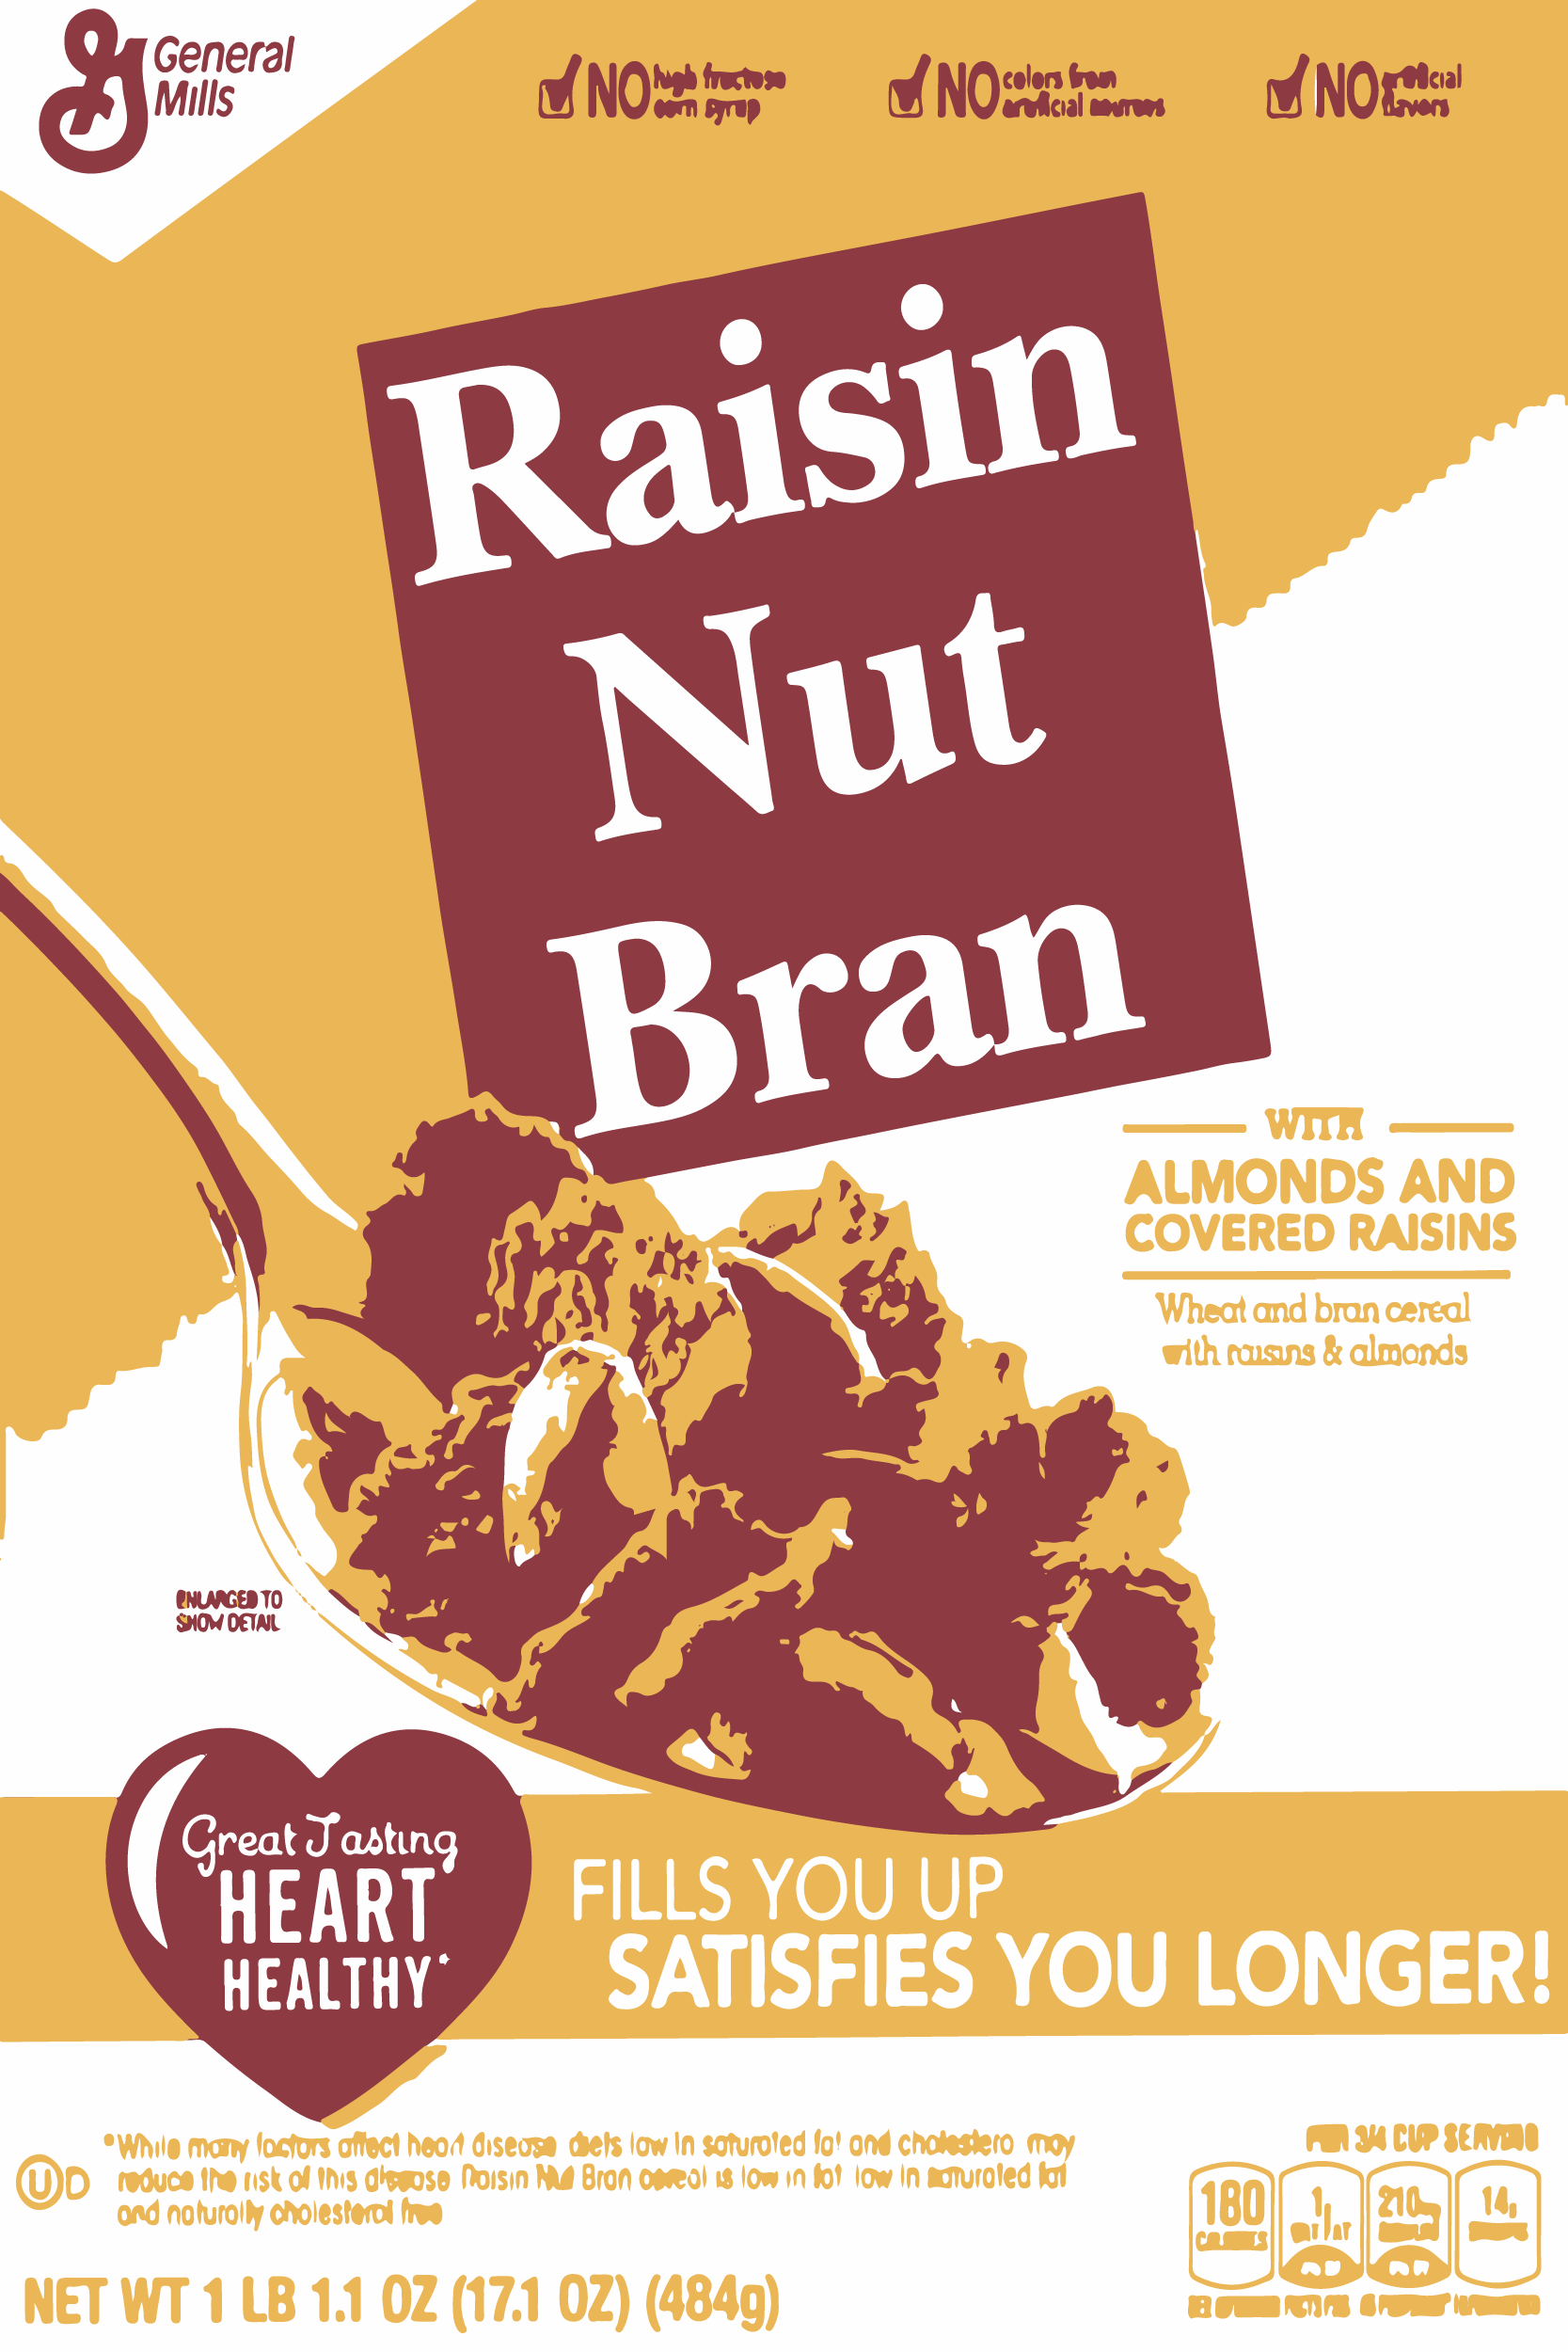 General
Mills
NO high fructose
corn syrup
NO colors from
artificial sources
NO artificial
flavors
Raisin
Nut
Bran
WITH
ALMONDS AND
COVERED RAISINS
Wheat and bran cereal
with raisins & almonds
ENLARGED TO
SHOW DETAIL
Great Tasting
HEART
HEALTHY*
FILLS YOU UP
SATISFIES YOU LONGER!
*While many factors affect heart disease diets low in saturated fat and cholesterol may
reduce the risk of this disease Raisin Nut Bran cereal is low in fat low in saturated fat
and naturally cholesterol free
U D
NET WT 1 LB 1.1 OZ (17.1 OZ) (484g)
3/4 CUP SERVING
180
CALORIES
1g
SAT FAT
DV
210mg
DV
14g